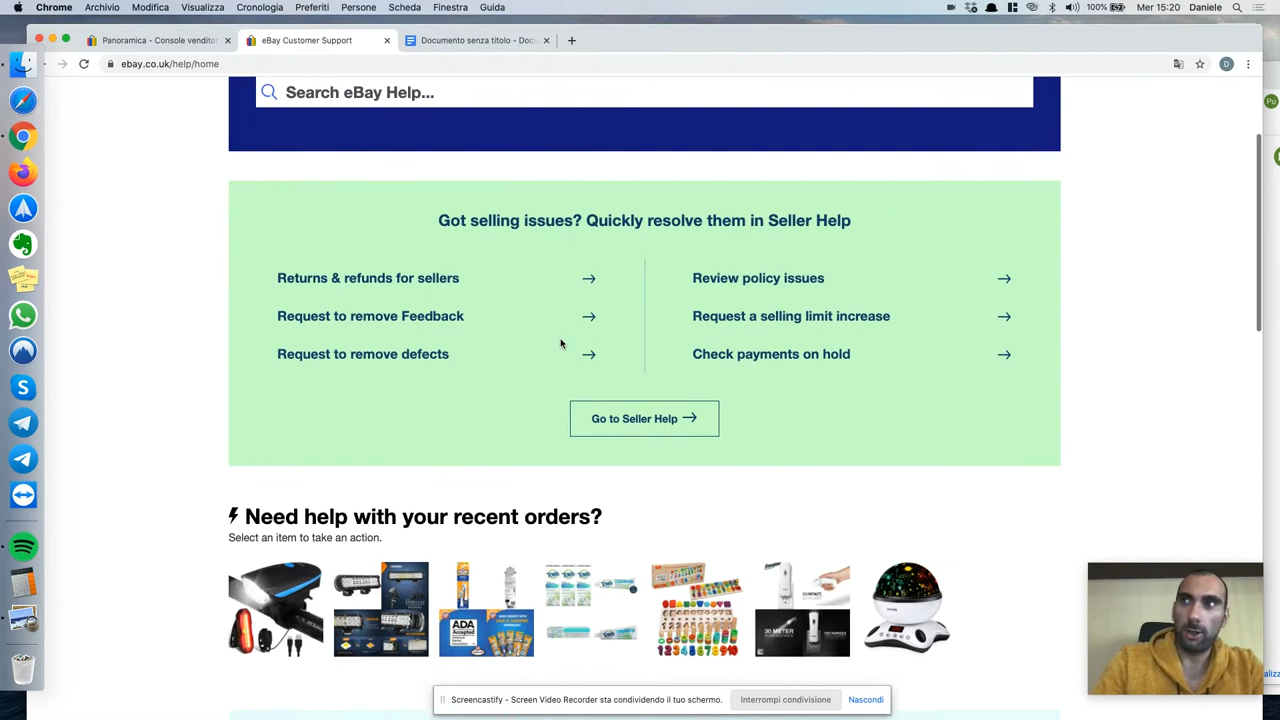 Chrome Archivio Modifica Visualizza Cronologia Preferiti Persone Scheda Finestra Guida 100% Mer 15:20 Daniele
Panoramica - Console vendito × eBay Customer Support × Documento senza titolo - Docu × +
ebay.co.uk/help/home D
Pu
Search eBay Help...
Got selling issues? Quickly resolve them in Seller Help
Returns & refunds for sellers → Review policy issues →
Request to remove Feedback → Request a selling limit increase →
Request to remove defects → Check payments on hold →
Go to Seller Help →
Need help with your recent orders?
Select an item to take an action.
ADA
Accepted
COMPACT
30 METER
Screencastify - Screen Video Recorder sta condividendo il tuo schermo. Interrompi condivisione Nascondi